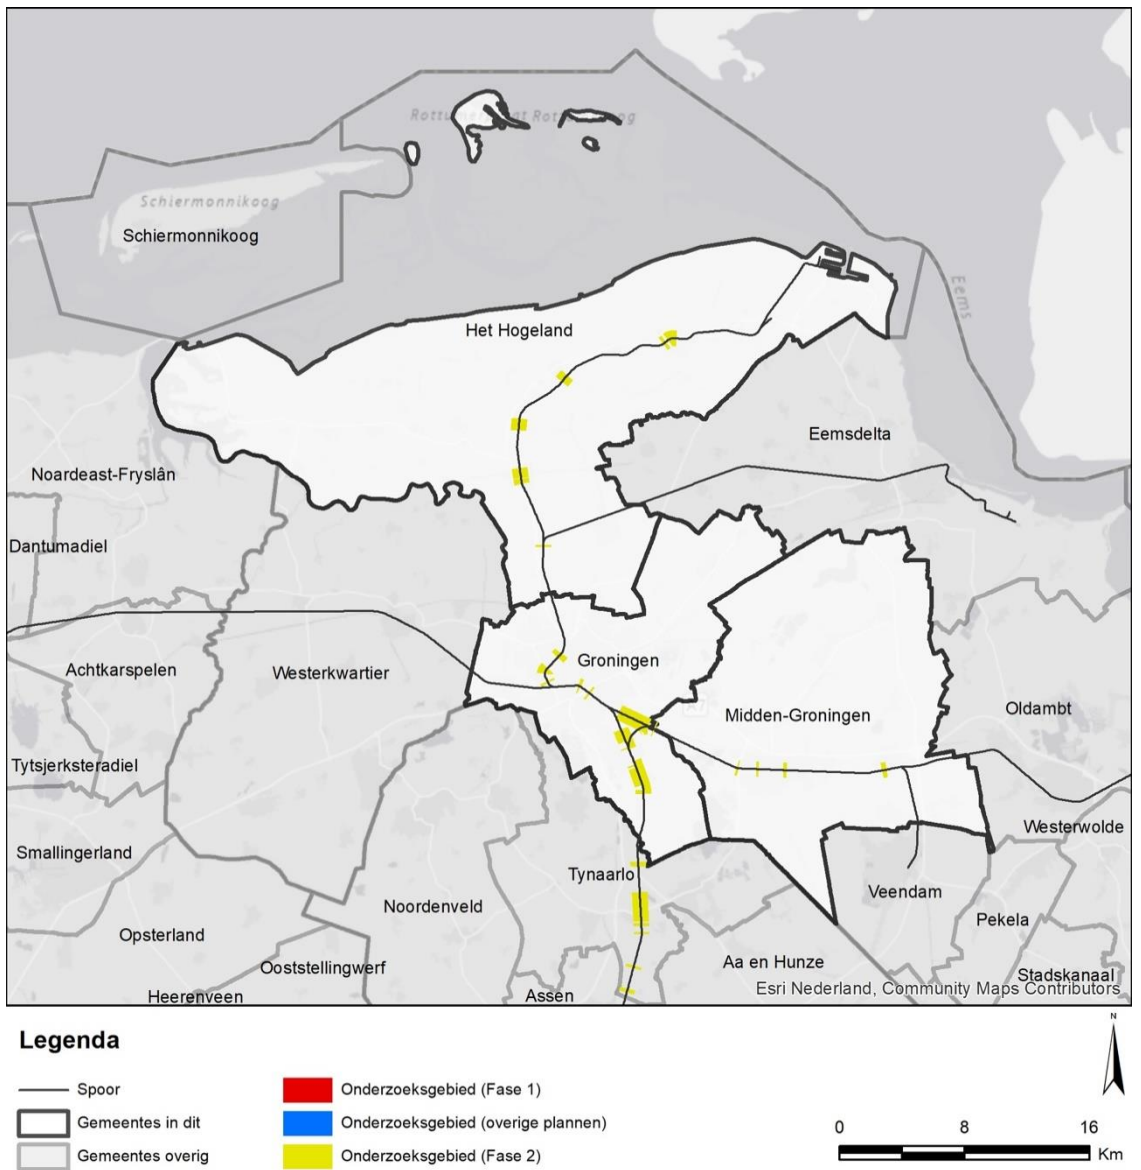 Schiermonnikoog
Schiermonnikoog
Eems
Het Hogeland
Eemsdelta
Noardeast-Fryslân
Dantumadiel
Achtkarspelen
Westerkwartier
Groningen
A7
Midden-Groningen
Oldambt
Tytsjerksteradiel
Smallingerland
Westerwolde
Tynaarlo
Veendam
Noordenveld
Pekela
Opsterland
Aa en Hunze
Ooststellingwerf
Stadskanaal
Heerenveen
Assen
Esri Nederland, Community Maps Contributors
Legenda
N
Spoor
Onderzoeksgebied (Fase 1)
Gemeentes in dit
Onderzoeksgebied (overige plannen)
0 8 16
Gemeentes overig
Onderzoeksgebied (Fase 2)
Km